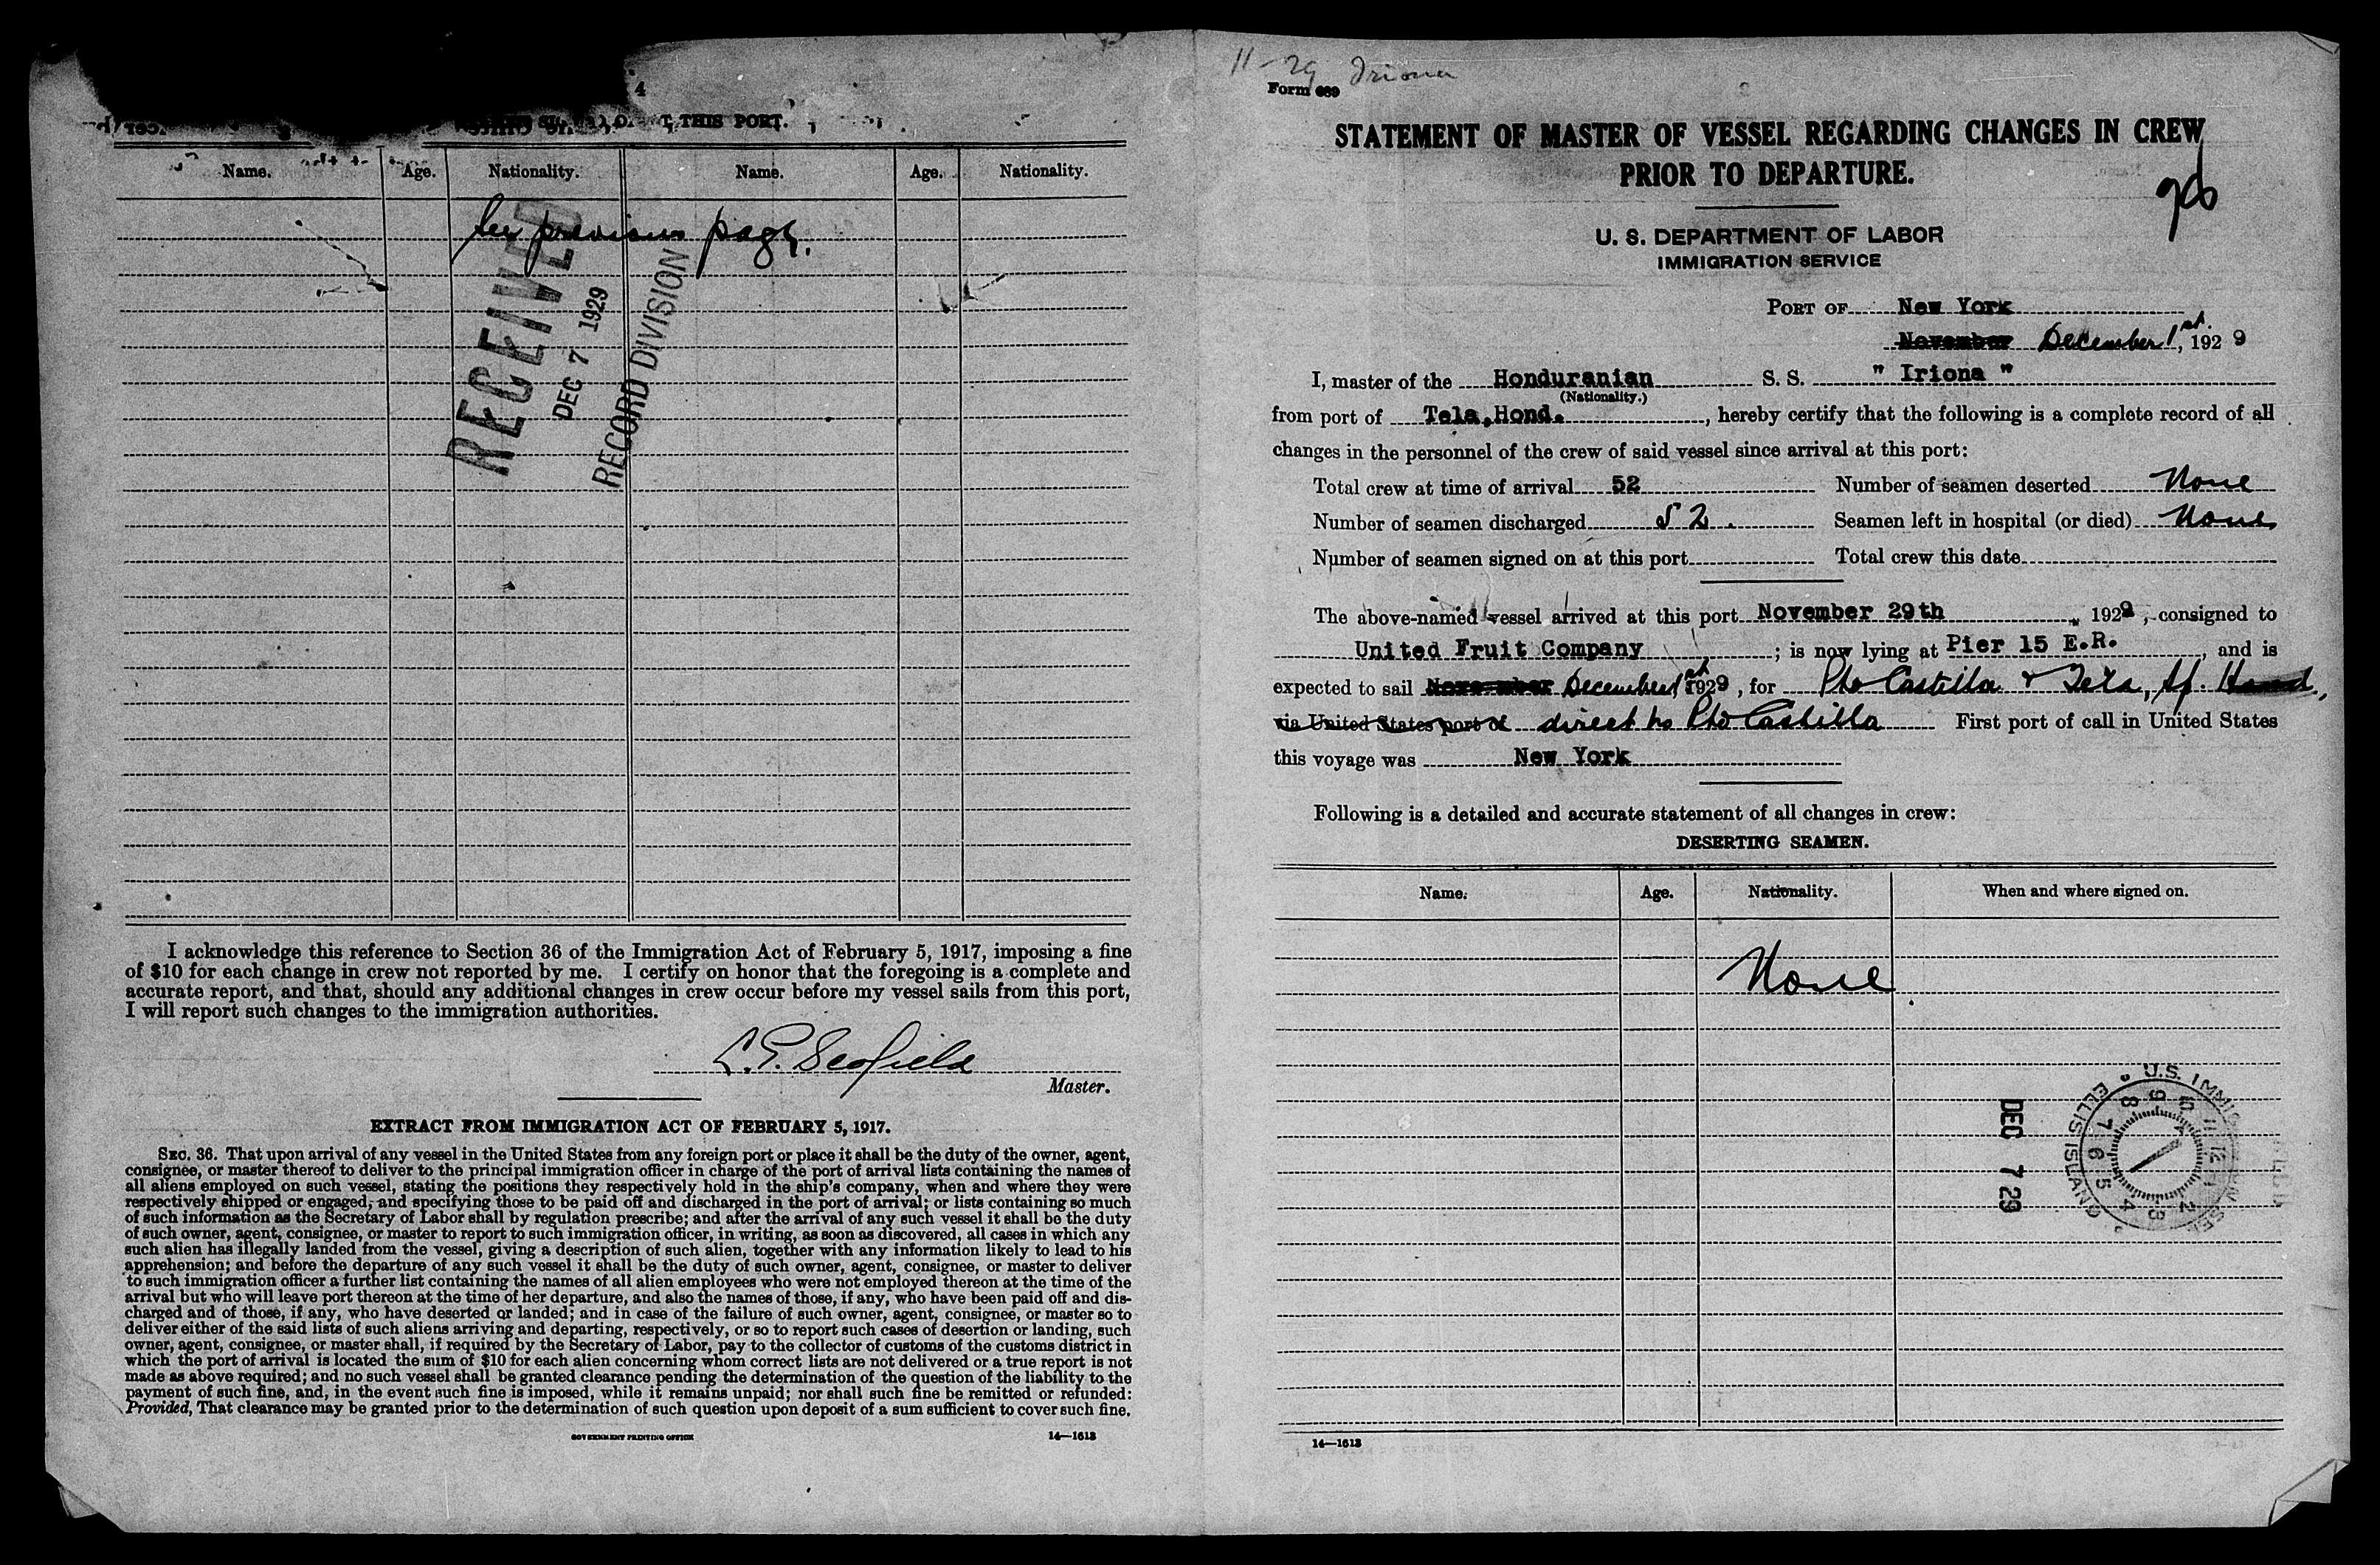 4
THIS PORT.
Name. Age. Nationality. Name. Age. Nationality.
See previous page.
RECEIVED
DEC 7 1929
RECORD DIVISION
I acknowledge this reference to Section 36 of the Immigration Act of February 5, 1917, imposing a fine
of $10 for each change in crew not reported by me. I certify on honor that the foregoing is a complete and
accurate report, and that, should any additional changes in crew occur before my vessel sails from this port,
I will report such changes to the immigration authorities.
L. E. Scofield
Master.
EXTRACT FROM IMMIGRATION ACT OF FEBRUARY 5, 1917.
SEC. 36. That upon arrival of any vessel in the United States from any foreign port or place it shall be the duty of the owner, agent,
consignee, or master thereof to deliver to the principal immigration officer in charge of the port of arrival lists containing the names of
all aliens employed on such vessel, stating the positions they respectively hold in the ship's company, when and where they were
respectively shipped or engaged, and specifying those to be paid off and discharged in the port of arrival; or lists containing so much
of such information as the Secretary of Labor shall by regulation prescribe; and after the arrival of any such vessel it shall be the duty
of such owner, agent, consignee, or master to report to such immigration officer, in writing, as soon as discovered, all cases in which any
such alien has illegally landed from the vessel, giving a description of such alien, together with any information likely to lead to his
apprehension; and before the departure of any such vessel it shall be the duty of such owner, agent, consignee, or master to deliver
to such immigration officer a further list containing the names of all alien employees who were not employed thereon at the time of the
arrival but who will leave port thereon at the time of her departure, and also the names of those, if any, who have been paid off and dis-
charged and of those, if any, who have deserted or landed; and in case of the failure of such owner, agent, consignee, or master so to
deliver either of the said lists of such aliens arriving and departing, respectively, or so to report such cases of desertion or landing, such
owner, agent, consignee, or master shall, if required by the Secretary of Labor, pay to the collector of customs of the customs district in
which the port of arrival is located the sum of $10 for each alien concerning whom correct lists are not delivered or a true report is not
made as above required; and no such vessel shall be granted clearance pending the determination of the question of the liability to the
payment of such fine, and, in the event such fine is imposed, while it remains unpaid; nor shall such fine be remitted or refunded:
Provided, That clearance may be granted prior to the determination of such question upon deposit of a sum sufficient to cover such fine.
GOVERNMENT PRINTING OFFICE 14—1613
11-29 Iriona
Form 689
STATEMENT OF MASTER OF VESSEL REGARDING CHANGES IN CREW
PRIOR TO DEPARTURE.
U. S. DEPARTMENT OF LABOR
IMMIGRATION SERVICE
PORT OF New York
November December 1st., 1929
I, master of the Honduranian S. S. " Iriona "
(Nationality.)
from port of Tela, Hond., hereby certify that the following is a complete record of all
changes in the personnel of the crew of said vessel since arrival at this port:
Total crew at time of arrival 52 Number of seamen deserted None
Number of seamen discharged 52. Seamen left in hospital (or died) None
Number of seamen signed on at this port Total crew this date
The above-named vessel arrived at this port November 29th, 1929, consigned to
United Fruit Company; is now lying at Pier 15 E.R., and is
expected to sail November December 1st 1929, for Pto Castilla & Tela, Sp. Hond.,
via United States port of direct to Pto Castilla First port of call in United States
this voyage was New York
Following is a detailed and accurate statement of all changes in crew:
DESERTING SEAMEN.
Name. Age. Nationality. When and where signed on.
None
DEC 7 29
U.S. IMMIGRATION SER
ELLIS ISLAND
14—1613